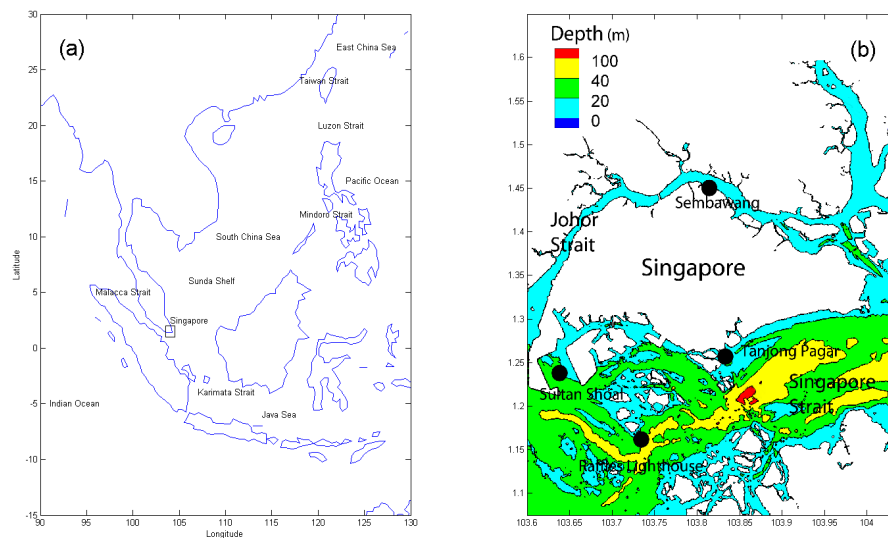 (a)
30
25
20
15
10
5
0
-5
-10
-15
90
95
100
105
110
115
120
125
130
Latitude
Longitude
East China Sea
Taiwan Strait
Luzon Strait
Pacific Ocean
Mindoro Strait
South China Sea
Sunda Shelf
Malacca Strait
Singapore
Karimata Strait
Indian Ocean
Java Sea
(b)
Depth (m)
100
40
20
0
1.6
1.5
1.45
1.4
1.35
1.3
1.25
1.2
1.15
1.1
103.6
103.65
103.7
103.75
103.8
103.85
103.9
103.95
104
Sembawang
Johor
Strait
Singapore
Tanjong Pagar
Sultan Shoal
Singapore
Strait
Raffles Lighthouse